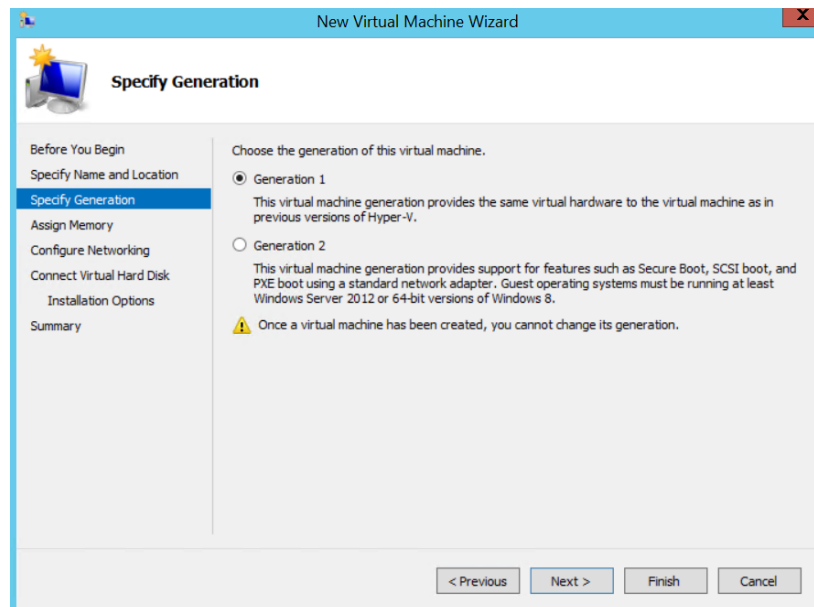 New Virtual Machine Wizard
X
Specify Generation
Before You Begin
Specify Name and Location
Specify Generation
Assign Memory
Configure Networking
Connect Virtual Hard Disk
Installation Options
Summary
Choose the generation of this virtual machine.
Generation 1
This virtual machine generation provides the same virtual hardware to the virtual machine as in
previous versions of Hyper-V.
Generation 2
This virtual machine generation provides support for features such as Secure Boot, SCSI boot, and
PXE boot using a standard network adapter. Guest operating systems must be running at least
Windows Server 2012 or 64-bit versions of Windows 8.
Once a virtual machine has been created, you cannot change its generation.
< Previous
Next >
Finish
Cancel